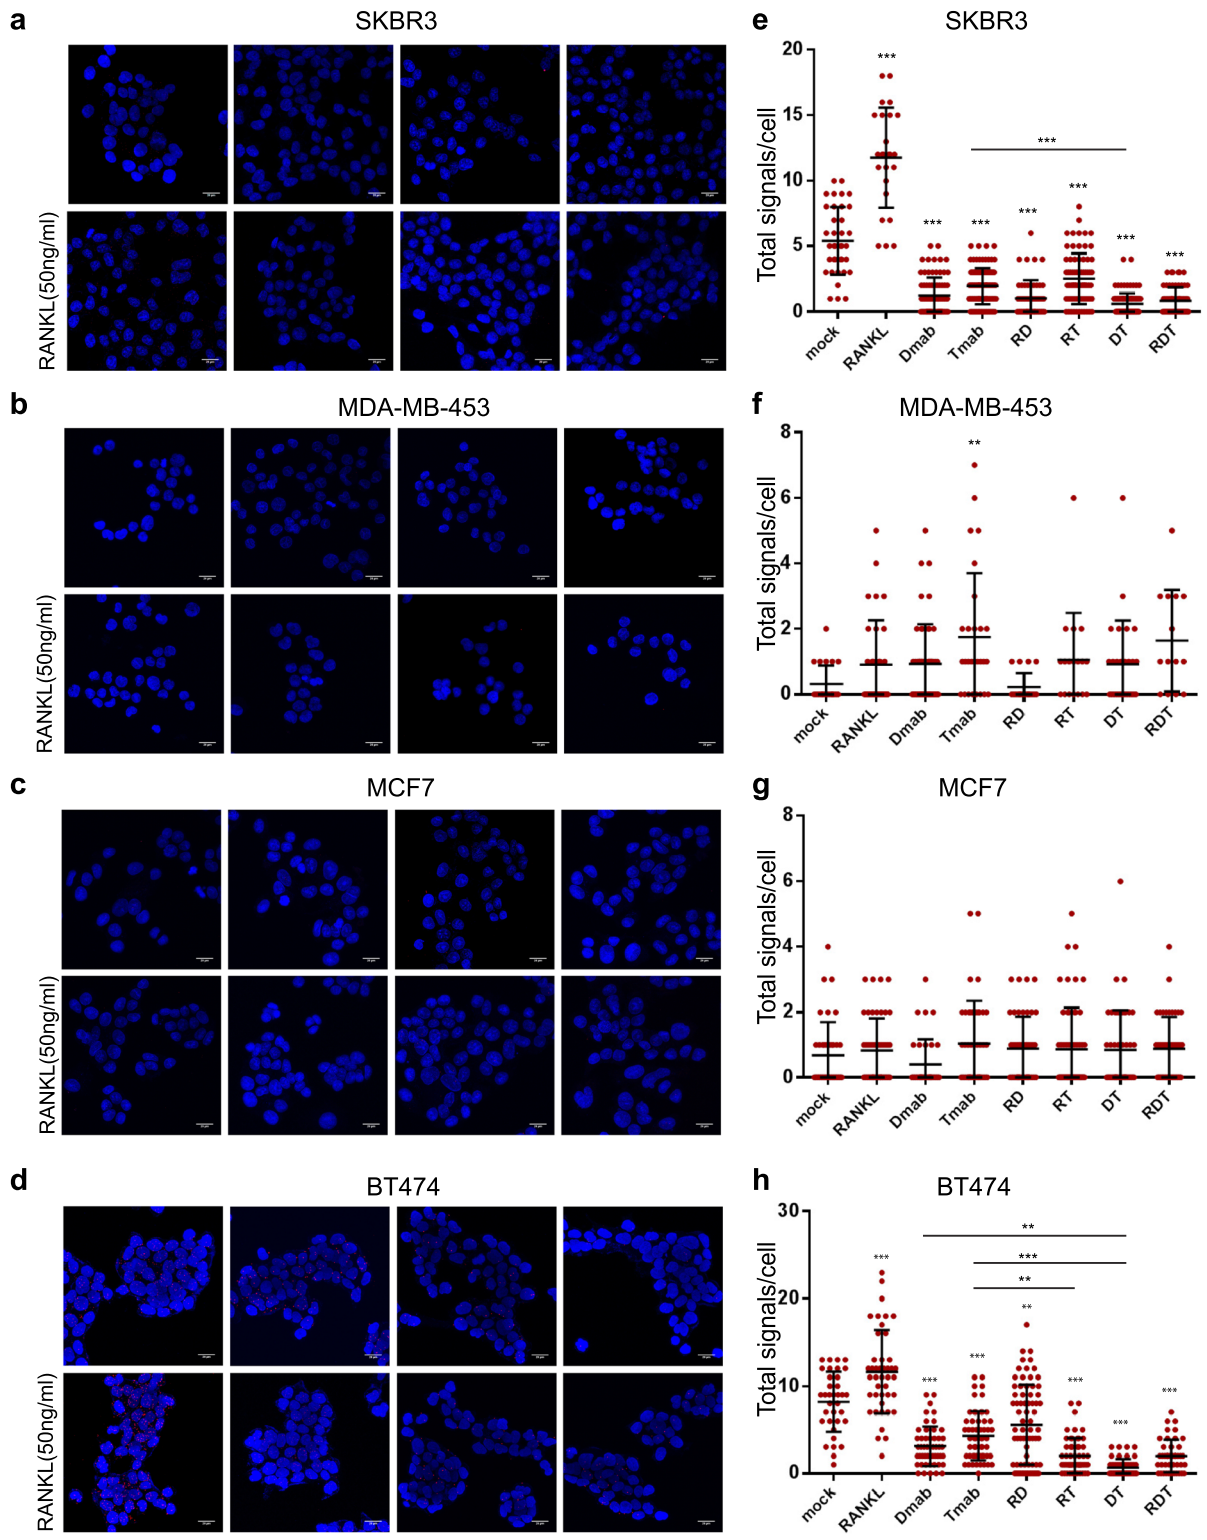 a
SKBR3
RANKL(50ng/ml)
b
MDA-MB-453
RANKL(50ng/ml)
c
MCF7
RANKL(50ng/ml)
d
BT474
RANKL(50ng/ml)
e
SKBR3
Total signals/cell
20
15
10
5
0
***
***
***
***
***
***
***
***
mock
RANKL
Dmab
Tmab
RD
RT
DT
RDT
f
MDA-MB-453
Total signals/cell
8
6
4
2
0
**
mock
RANKL
Dmab
Tmab
RD
RT
DT
RDT
g
MCF7
Total signals/cell
8
6
4
2
0
mock
RANKL
Dmab
Tmab
RD
RT
DT
RDT
h
BT474
Total signals/cell
30
20
10
0
**
***
**
***
***
***
**
***
***
***
mock
RANKL
Dmab
Tmab
RD
RT
DT
RDT